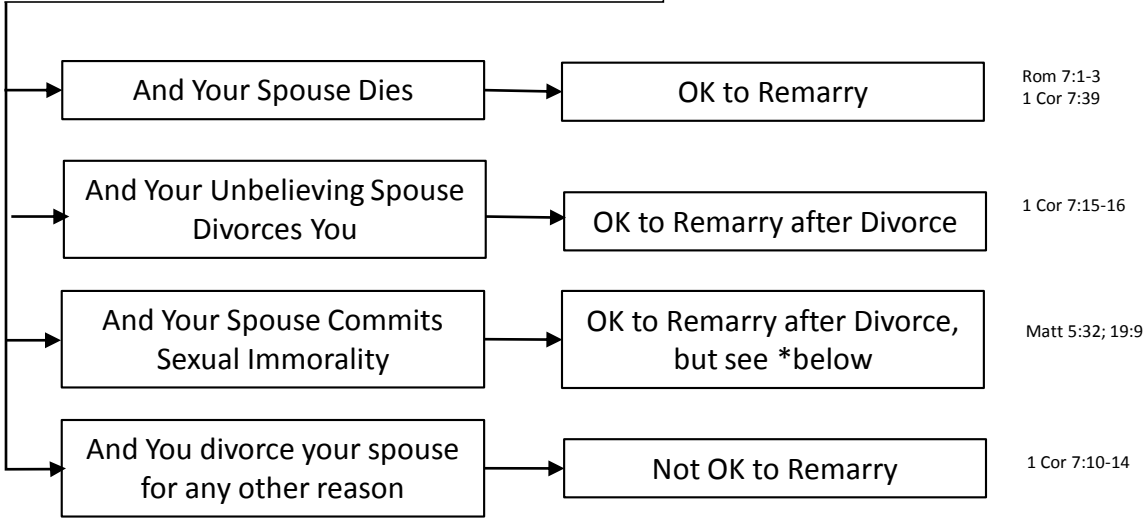 And Your Spouse Dies
OK to Remarry
Rom 7:1-3
1 Cor 7:39
And Your Unbelieving Spouse
Divorces You
OK to Remarry after Divorce
1 Cor 7:15-16
And Your Spouse Commits
Sexual Immorality
OK to Remarry after Divorce,
but see *below
Matt 5:32; 19:9
And You divorce your spouse
for any other reason
Not OK to Remarry
1 Cor 7:10-14